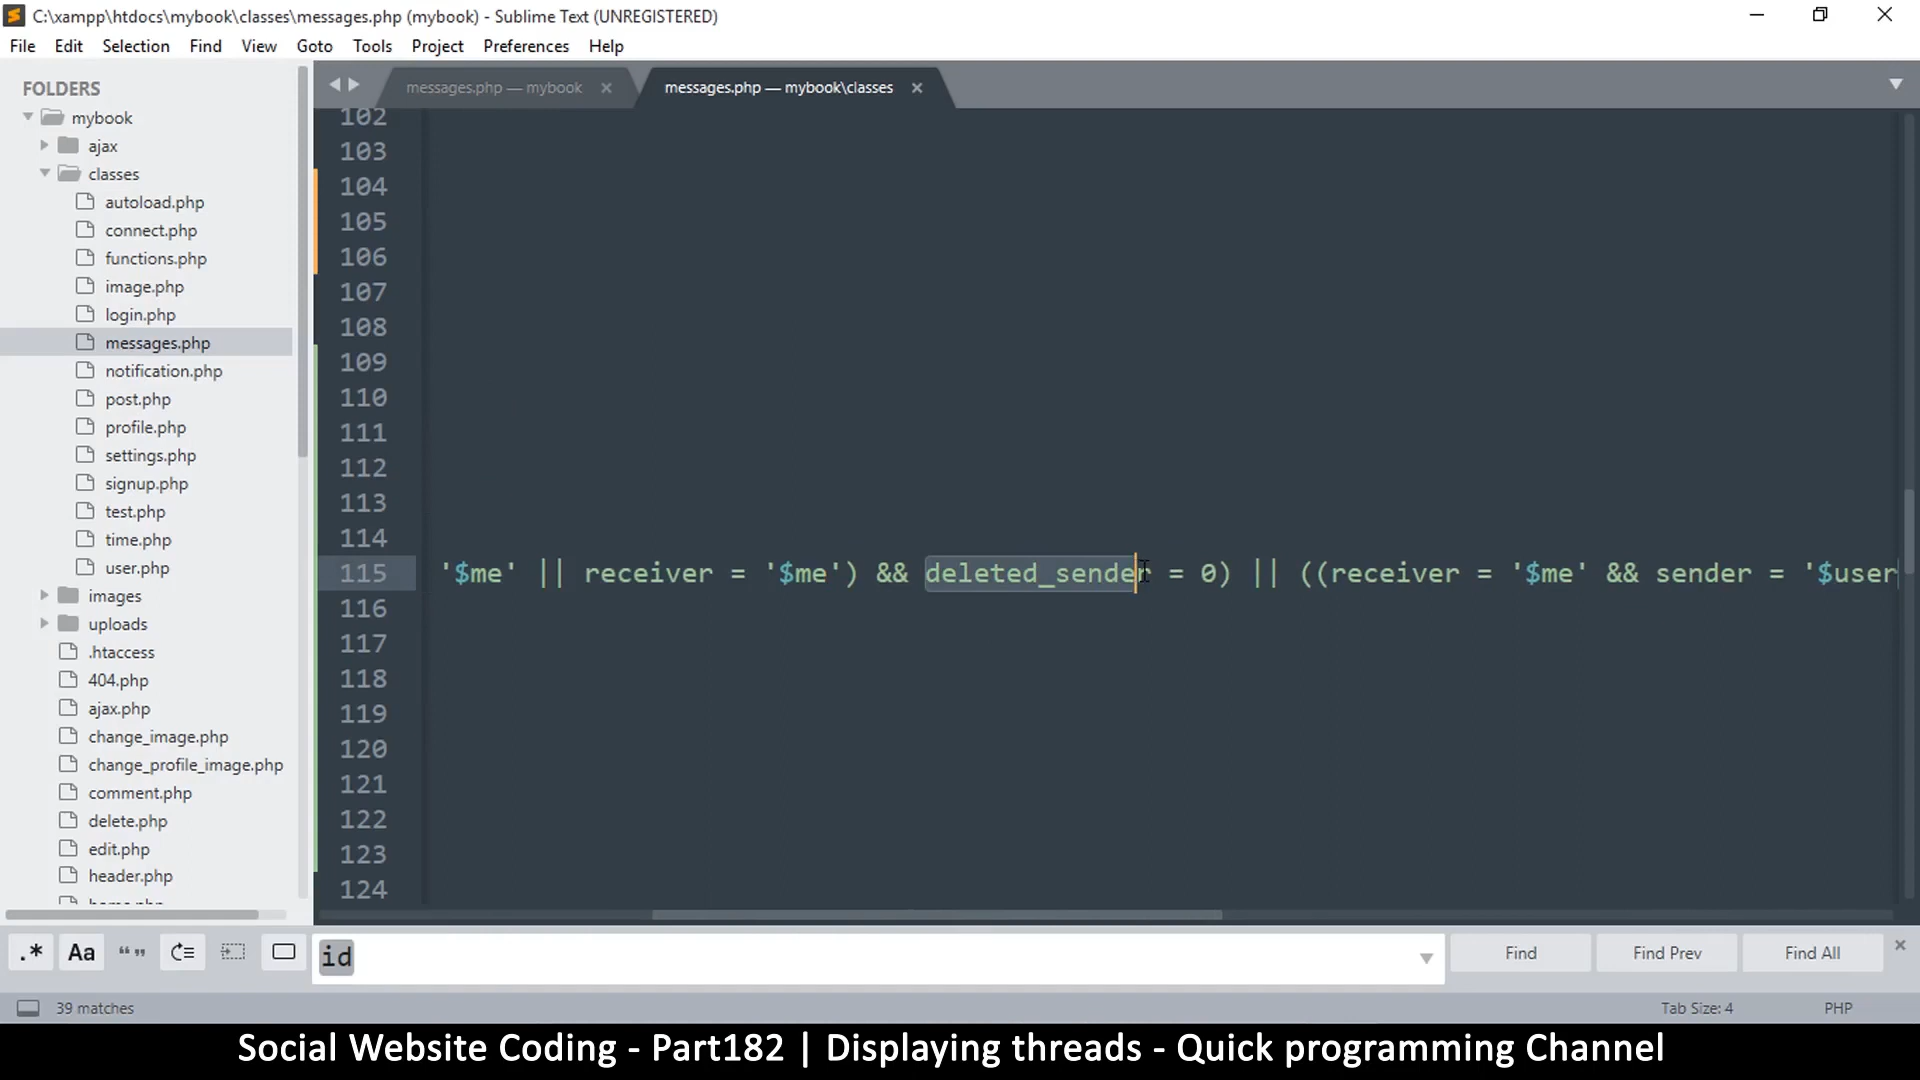 C:\xampp\htdocs\mybook\classes\messages.php (mybook) - Sublime Text (UNREGISTERED)
File Edit Selection Find View Goto Tools Project Preferences Help
FOLDERS
mybook
ajax
classes
autoload.php
connect.php
functions.php
image.php
login.php
messages.php
notification.php
post.php
profile.php
settings.php
signup.php
test.php
time.php
user.php
images
uploads
.htaccess
404.php
ajax.php
change_image.php
change_profile_image.php
comment.php
delete.php
edit.php
header.php
messages.php — mybook
messages.php — mybook\classes
102
103
104
105
106
107
108
109
110
111
112
113
114
115 '$me' || receiver = '$me') && deleted_sender = 0) || ((receiver = '$me' && sender = '$user
116
117
118
119
120
121
122
123
124
.* Aa “” id Find Find Prev Find All
39 matches Tab Size: 4 PHP
Social Website Coding - Part182 | Displaying threads - Quick programming Channel